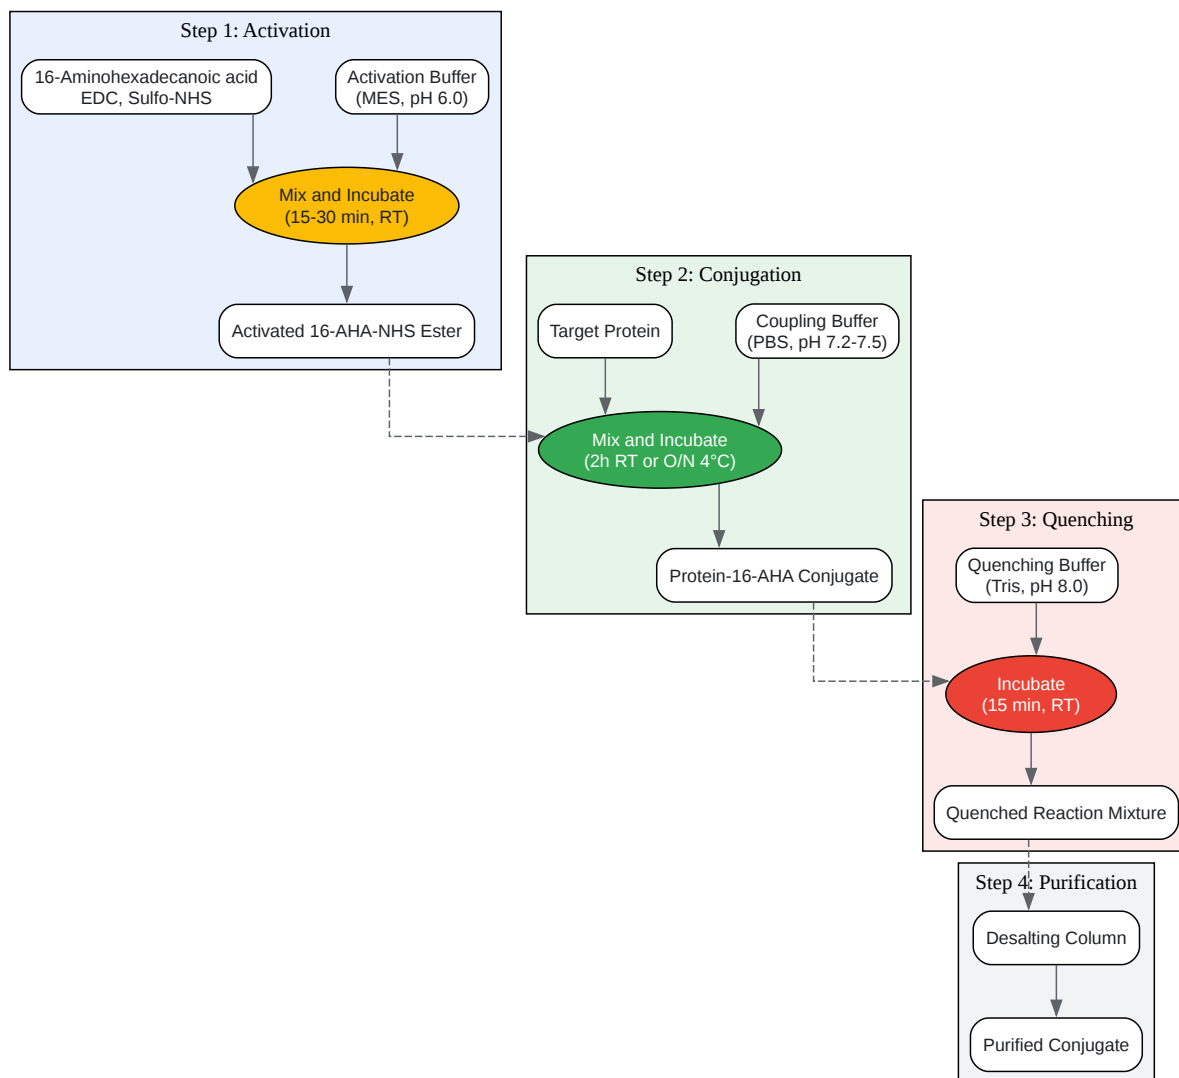 Step 1: Activation
16-Aminohexadecanoic acid
EDC, Sulfo-NHS
Activation Buffer
(MES, pH 6.0)
Mix and Incubate
(15-30 min, RT)
Activated 16-AHA-NHS Ester
Step 2: Conjugation
Target Protein
Coupling Buffer
(PBS, pH 7.2-7.5)
Mix and Incubate
(2h RT or O/N 4°C)
Protein-16-AHA Conjugate
Step 3: Quenching
Quenching Buffer
(Tris, pH 8.0)
Incubate
(15 min, RT)
Quenched Reaction Mixture
Step 4: Purification
Desalting Column
Purified Conjugate